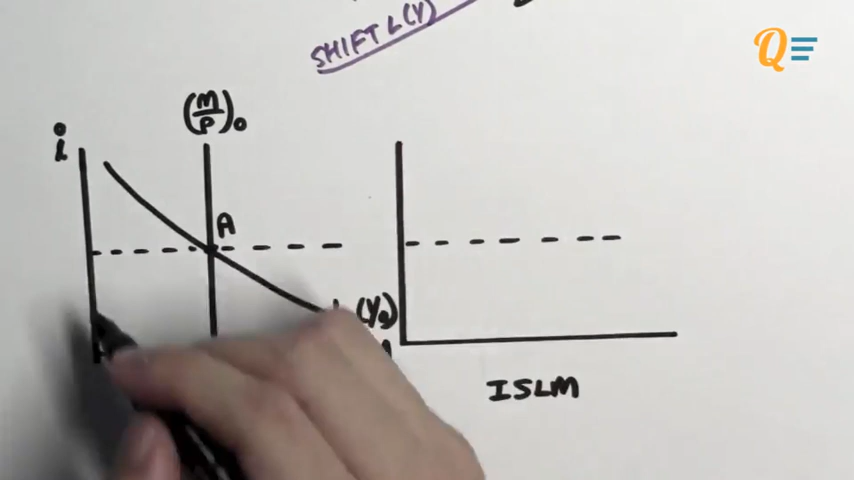 SHIFT L(Y)
Q
i
(M/P)₀
A
(Y₀)
ISLM